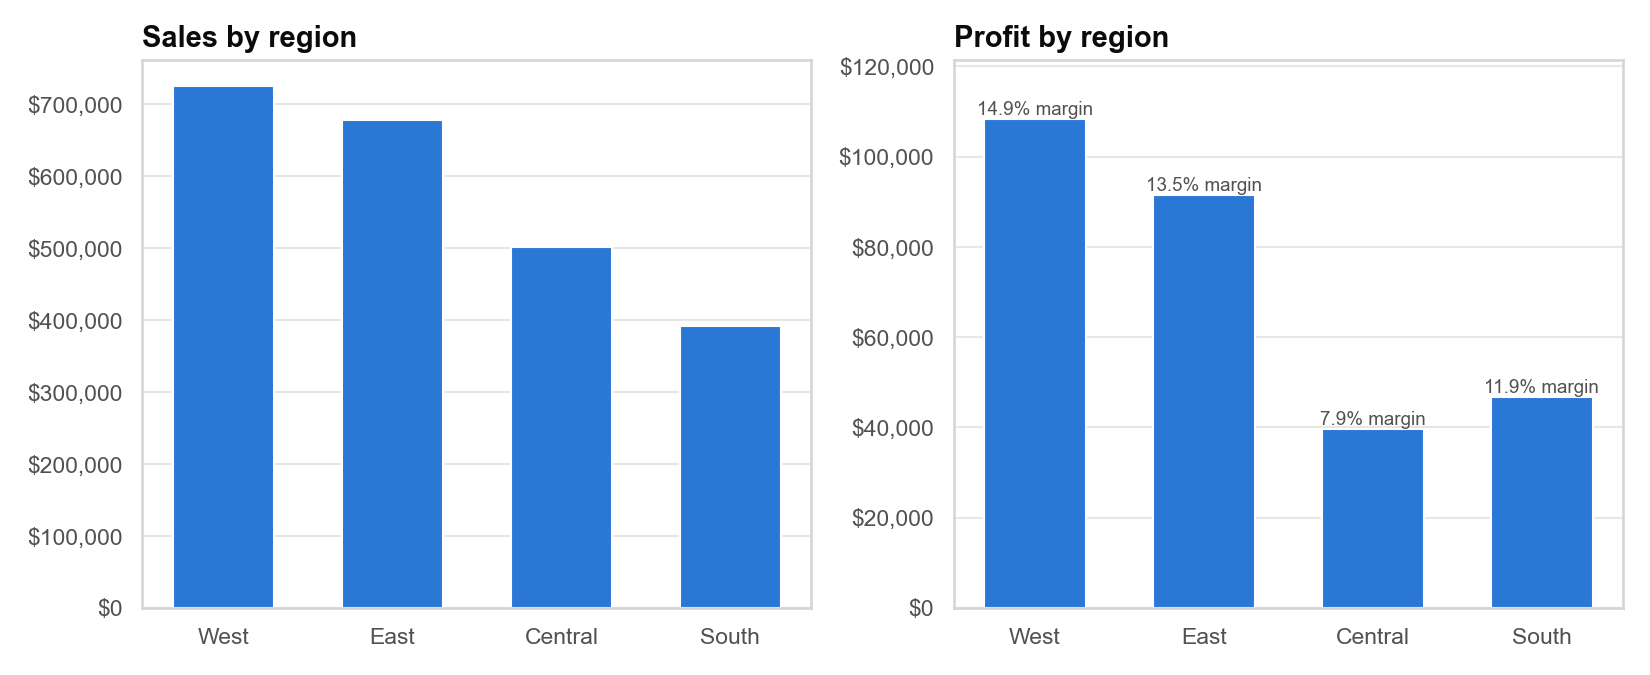 Sales by region
$700,000
$600,000
$500,000
$400,000
$300,000
$200,000
$100,000
$0
West East Central South
Profit by region
$120,000
$100,000
$80,000
$60,000
$40,000
$20,000
$0
14.9% margin
13.5% margin
7.9% margin
11.9% margin
West East Central South